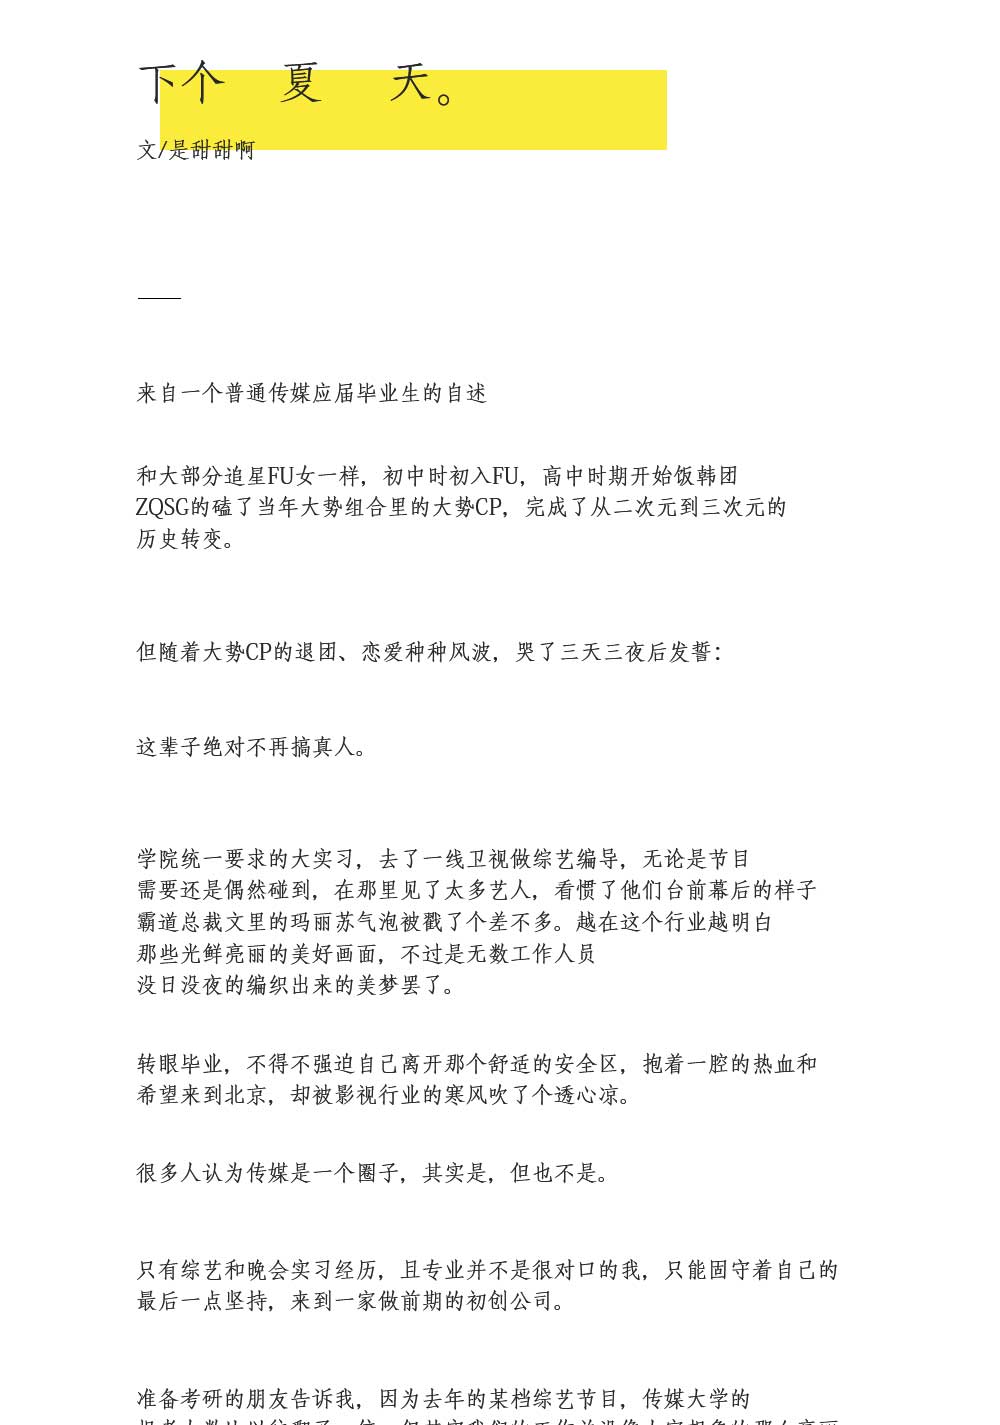 下个 夏 天。
文/是甜甜啊
来自一个普通传媒应届毕业生的自述
和大部分追星FU女一样，初中时初入FU，高中时期开始饭韩团
ZQSG的磕了当年大势组合里的大势CP，完成了从二次元到三次元的
历史转变。
但随着大势CP的退团、恋爱种种风波，哭了三天三夜后发誓：
这辈子绝对不再搞真人。
学院统一要求的大实习，去了一线卫视做综艺编导，无论是节目
需要还是偶然碰到，在那里见了太多艺人，看惯了他们台前幕后的样子
霸道总裁文里的玛丽苏气泡被戳了个差不多。越在这个行业越明白
那些光鲜亮丽的美好画面，不过是无数工作人员
没日没夜的编织出来的美梦罢了。
转眼毕业，不得不强迫自己离开那个舒适的安全区，抱着一腔的热血和
希望来到北京，却被影视行业的寒风吹了个透心凉。
很多人认为传媒是一个圈子，其实是，但也不是。
只有综艺和晚会实习经历，且专业并不是很对口的我，只能固守着自己的
最后一点坚持，来到一家做前期的初创公司。
准备考研的朋友告诉我，因为去年的某档综艺节目，传媒大学的